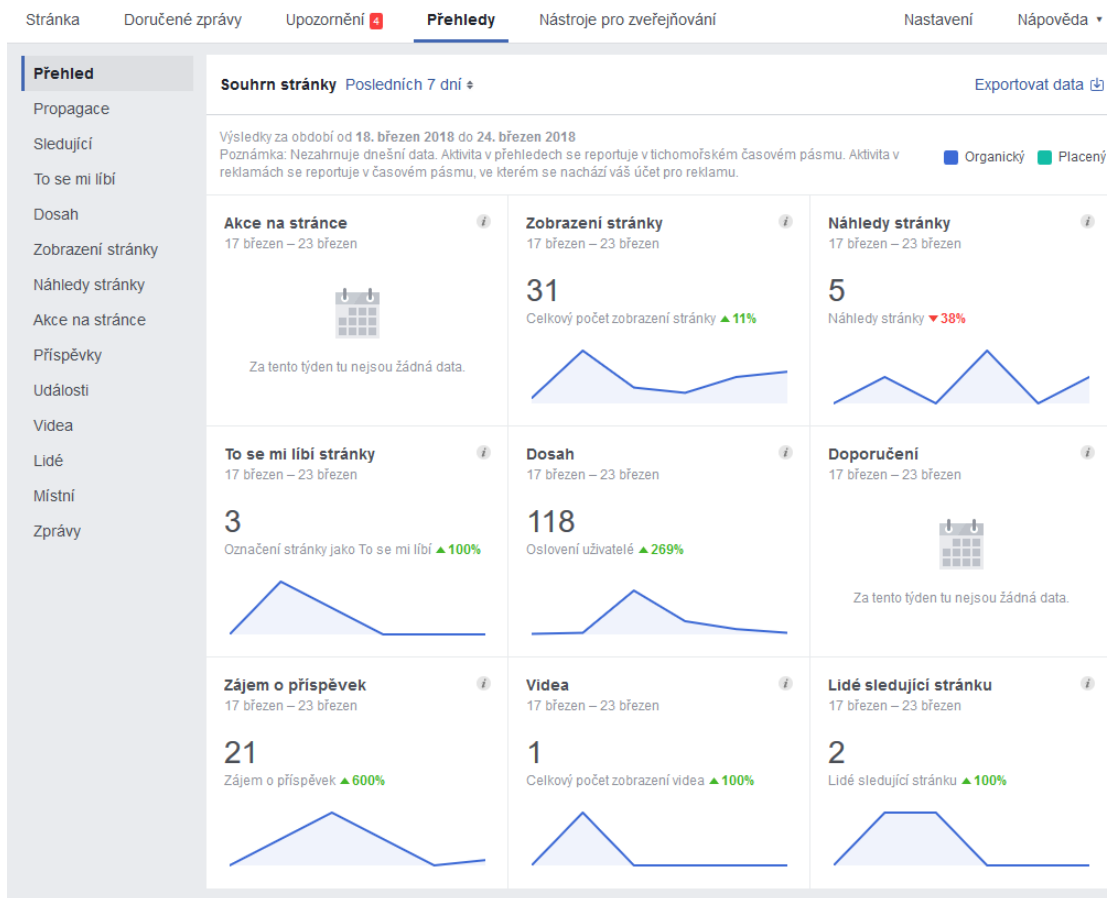 Stránka Doručené zprávy Upozornění 4 Přehledy Nástroje pro zveřejňování Nastavení Nápověda
Přehled
Propagace
Sledující
To se mi líbí
Dosah
Zobrazení stránky
Náhledy stránky
Akce na stránce
Příspěvky
Události
Videa
Lidé
Místní
Zprávy
Souhrn stránky Posledních 7 dní Exportovat data
Výsledky za období od 18. březen 2018 do 24. březen 2018
Poznámka: Nezahrnuje dnešní data. Aktivita v přehledech se reportuje v tichomořském časovém pásmu. Aktivita v
reklamách se reportuje v časovém pásmu, ve kterém se nachází váš účet pro reklamu.
Organický Placený
Akce na stránce
17 březen – 23 březen
Za tento týden tu nejsou žádná data.
Zobrazení stránky
17 březen – 23 březen
31
Celkový počet zobrazení stránky ▲ 11%
Náhledy stránky
17 březen – 23 březen
5
Náhledy stránky ▼ 38%
To se mi líbí stránky
17 březen – 23 březen
3
Označení stránky jako To se mi líbí ▲ 100%
Dosah
17 březen – 23 březen
118
Oslovení uživatelé ▲ 269%
Doporučení
17 březen – 23 březen
Za tento týden tu nejsou žádná data.
Zájem o příspěvek
17 březen – 23 březen
21
Zájem o příspěvek ▲ 600%
Videa
17 březen – 23 březen
1
Celkový počet zobrazení videa ▲ 100%
Lidé sledující stránku
17 březen – 23 březen
2
Lidé sledující stránku ▲ 100%